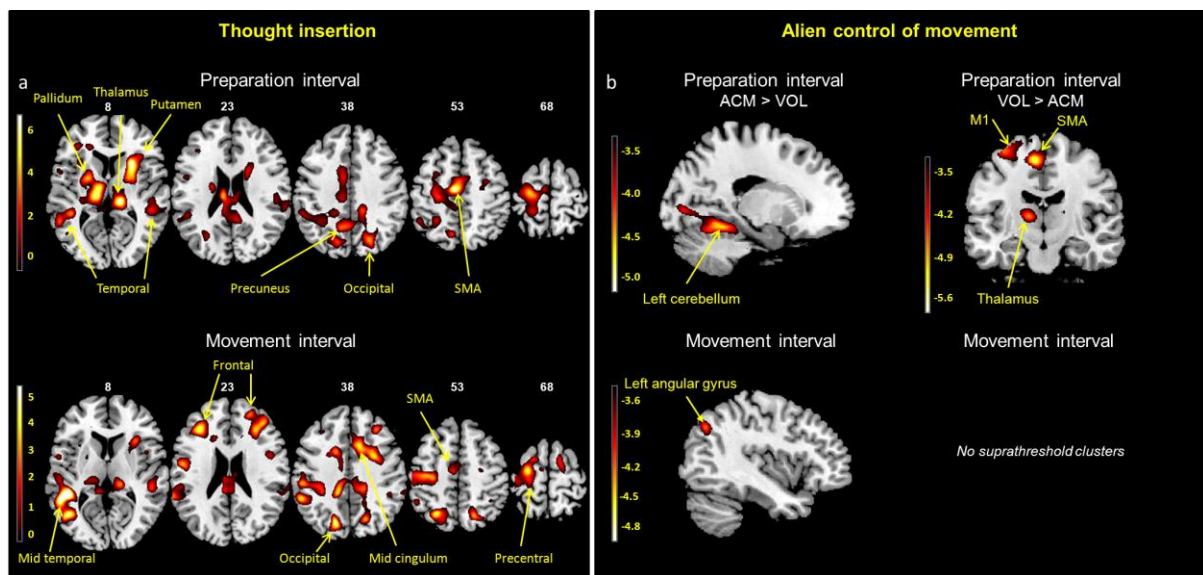 Thought insertion
a
Preparation interval
Pallidum
Thalamus
Putamen
8
23
38
53
68
6
4
2
0
Temporal
Precuneus
Occipital
SMA
Movement interval
Frontal
8
23
38
SMA
53
68
5
4
3
2
1
0
Mid temporal
Occipital
Mid cingulum
Precentral
Alien control of movement
b
Preparation interval
ACM > VOL
-3.5
-4.0
-4.5
-5.0
Left cerebellum
Preparation interval
VOL > ACM
M1
SMA
-3.5
-4.2
-4.9
-5.6
Thalamus
Movement interval
Left angular gyrus
-3.6
-3.9
-4.2
-4.5
-4.8
Movement interval
No suprathreshold clusters